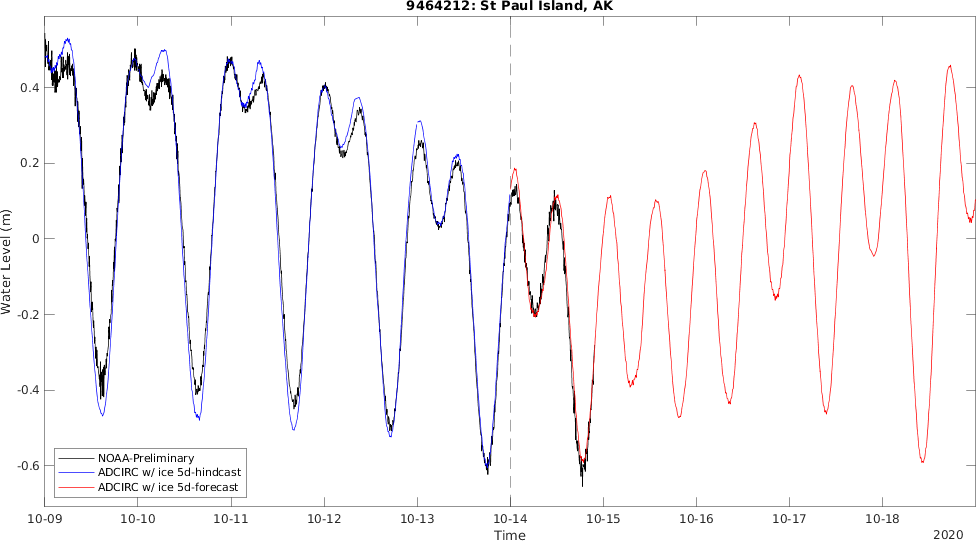 9464212: St Paul Island, AK
Water Level (m)
0.4
0.2
0
-0.2
-0.4
-0.6
NOAA-Preliminary
ADCIRC w/ ice 5d-hindcast
ADCIRC w/ ice 5d-forecast
10-09 10-10 10-11 10-12 10-13 10-14 10-15 10-16 10-17 10-18
Time
2020